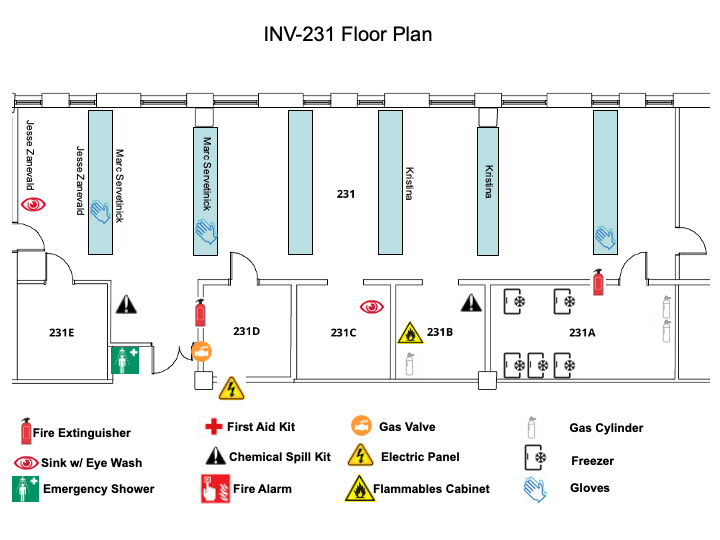 INV-231 Floor Plan
Jesse Zanevald
Jesse Zanevald
Marc Servetinick
Marc Servetinick
231
Kristina
Kristina
231E
231D
231C
231B
231A
Fire Extinguisher
First Aid Kit
Gas Valve
Gas Cylinder
Sink w/ Eye Wash
Chemical Spill Kit
Electric Panel
Freezer
Emergency Shower
Fire Alarm
Flammables Cabinet
Gloves